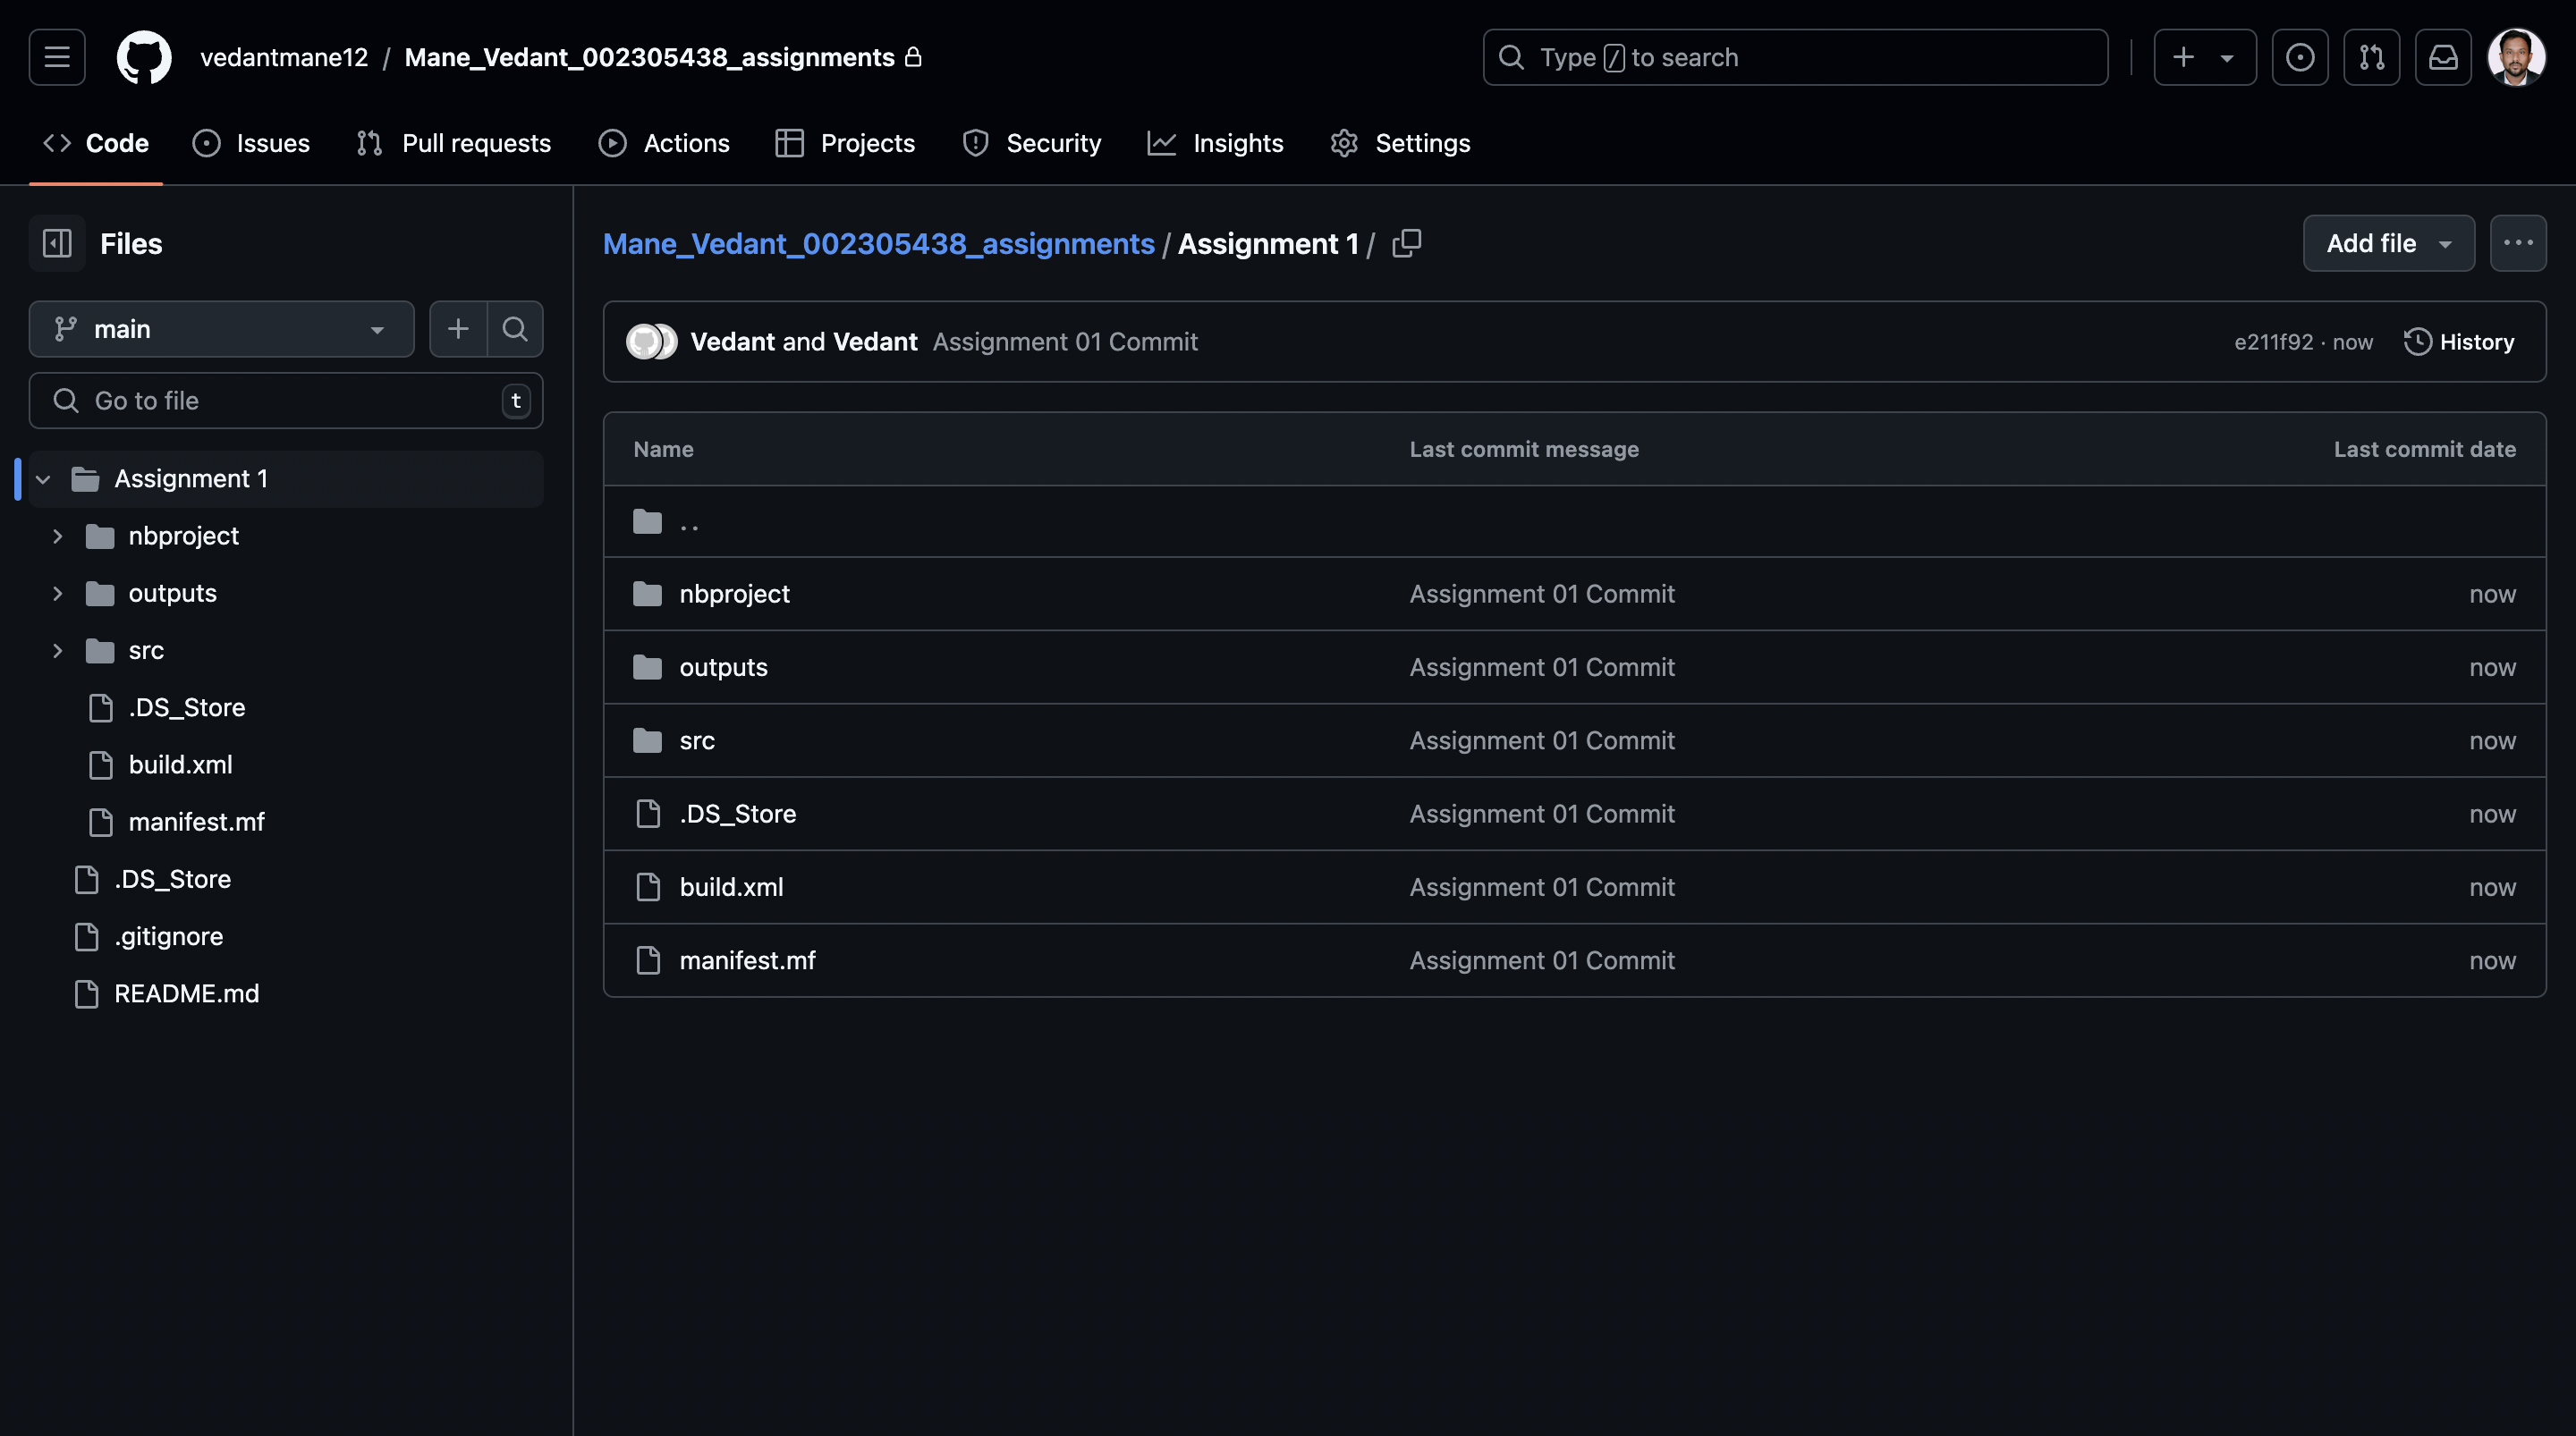 vedantmane12 / Mane_Vedant_002305438_assignments
Type / to search
Code Issues Pull requests Actions Projects Security Insights Settings
Files
main
Go to file t
Assignment 1
nbproject
outputs
src
.DS_Store
build.xml
manifest.mf
.DS_Store
.gitignore
README.md
Mane_Vedant_002305438_assignments / Assignment 1 /
Add file
Vedant and Vedant Assignment 01 Commit e211f92 · now History
Name Last commit message Last commit date
..
nbproject Assignment 01 Commit now
outputs Assignment 01 Commit now
src Assignment 01 Commit now
.DS_Store Assignment 01 Commit now
build.xml Assignment 01 Commit now
manifest.mf Assignment 01 Commit now